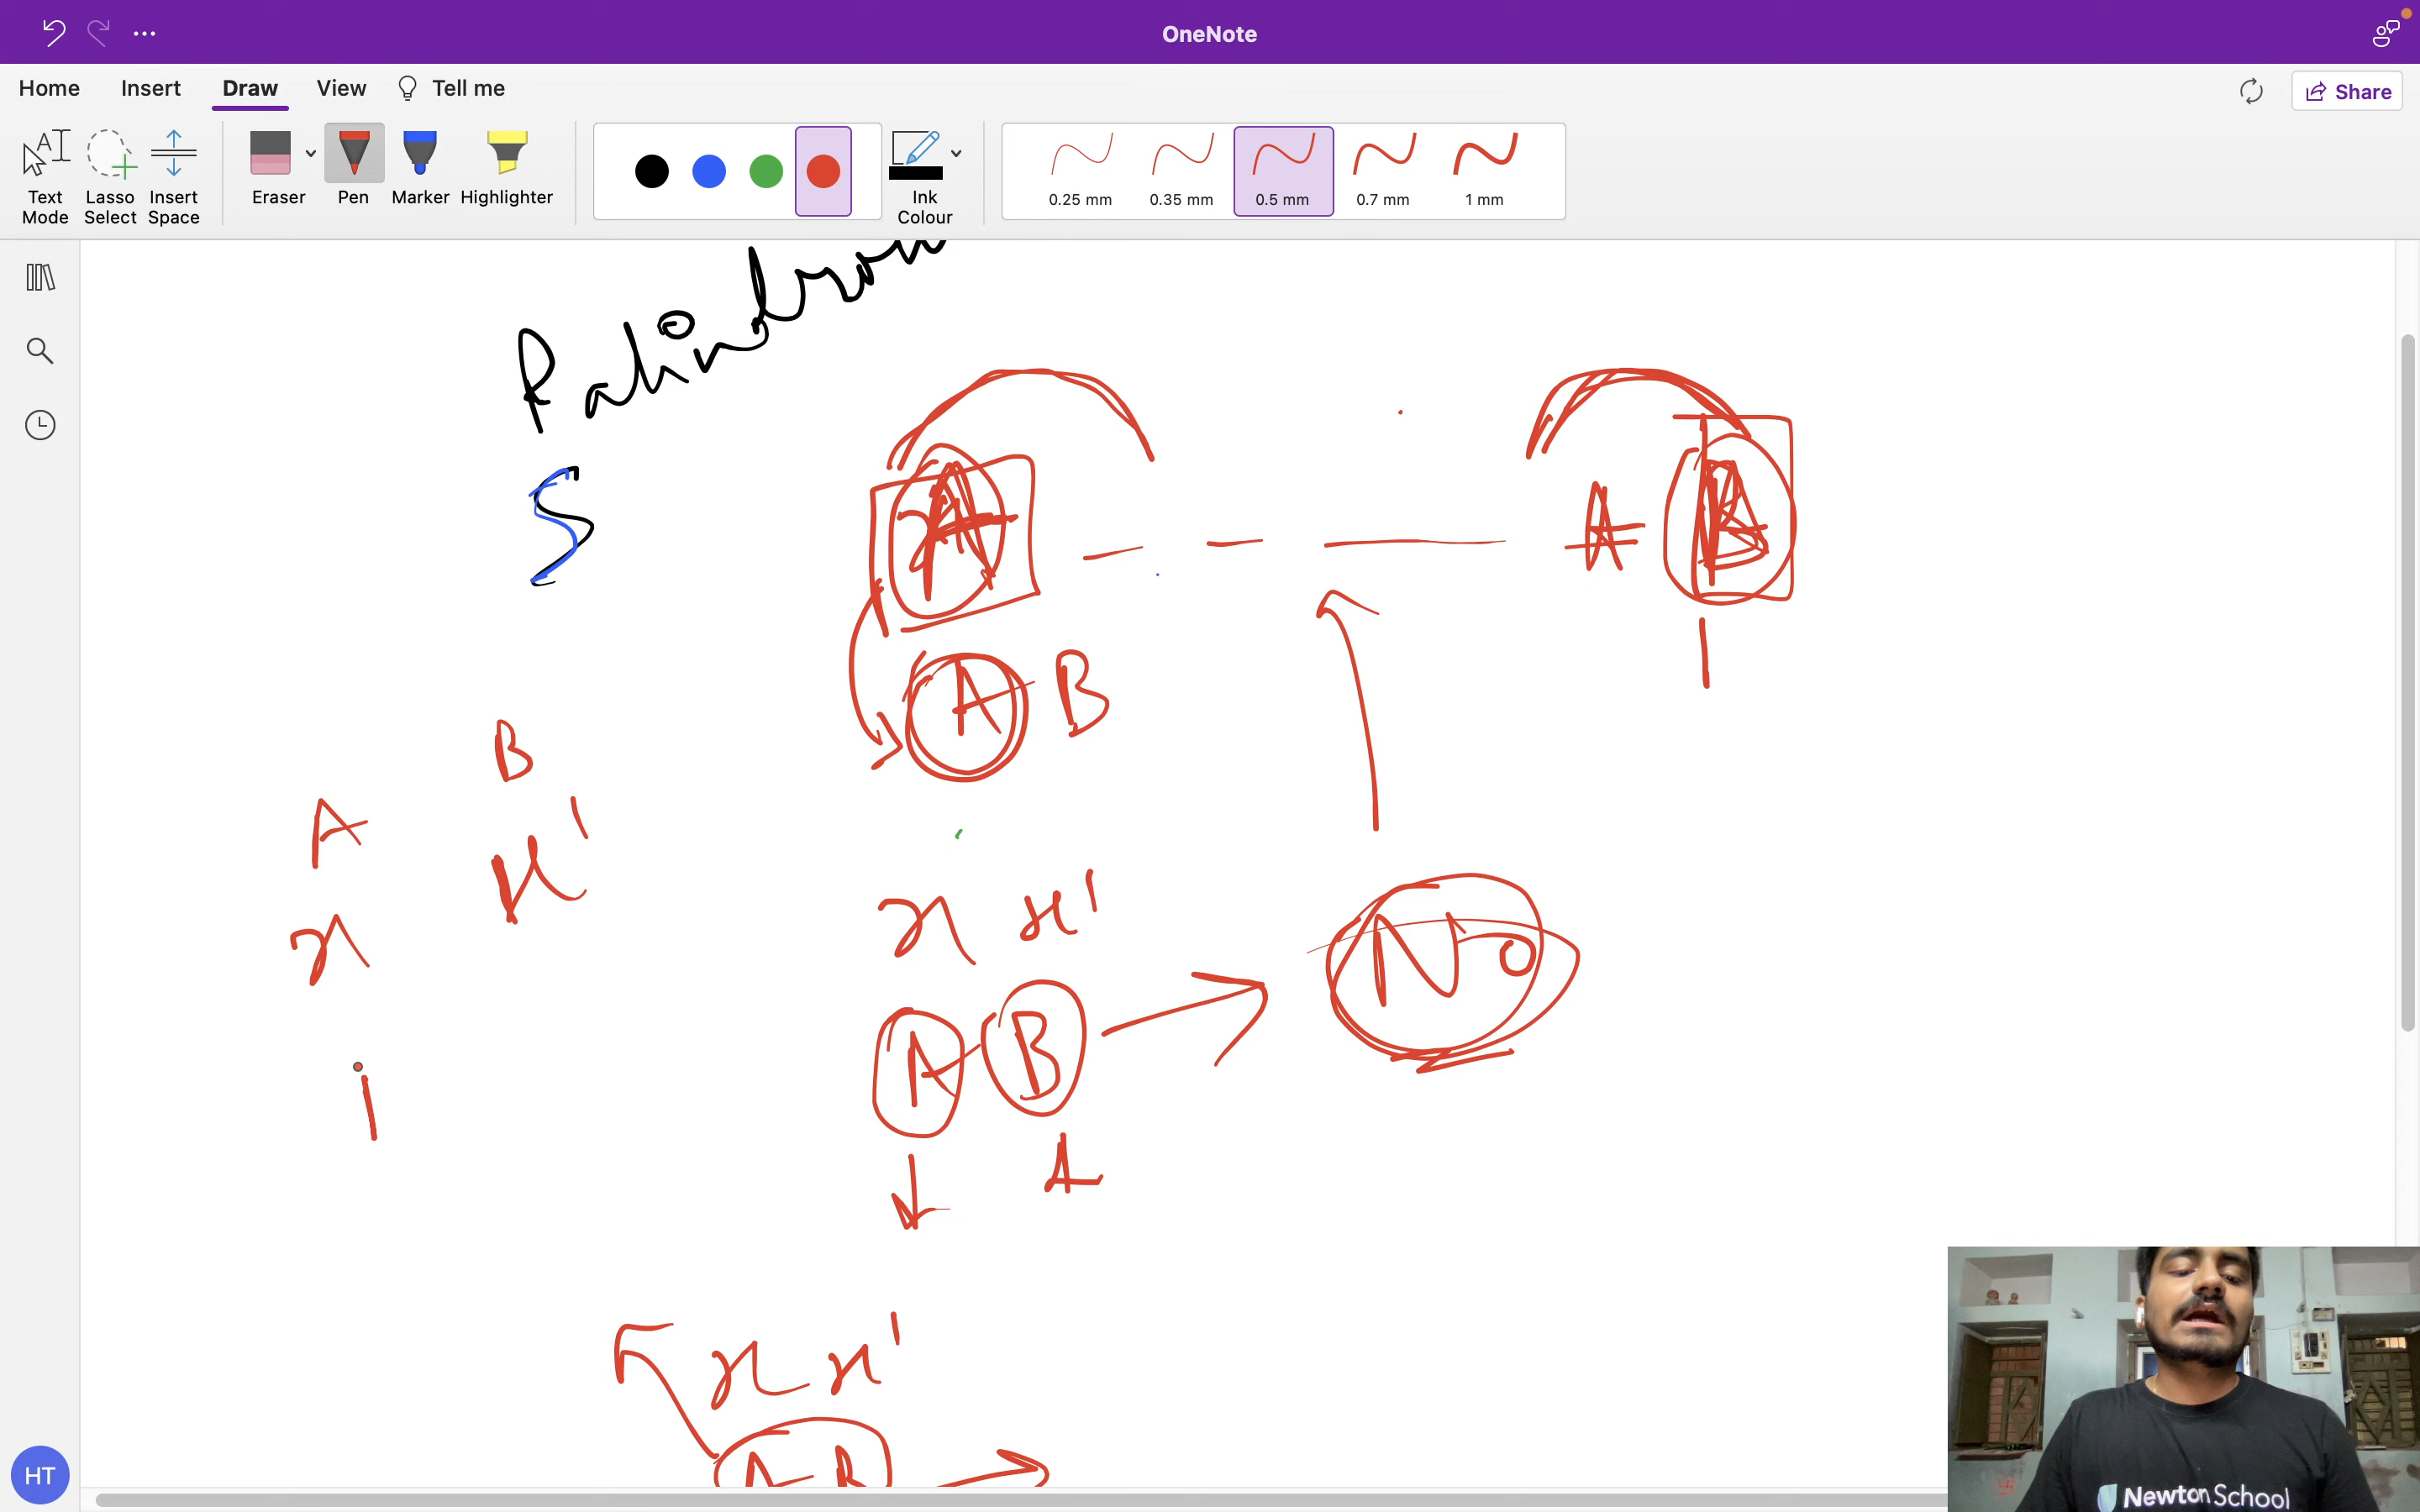 OneNote
Home Insert Draw View Tell me
Share
Text Mode
Lasso Select
Insert Space
Eraser
Pen
Marker
Highlighter
Ink Colour
0.25 mm
0.35 mm
0.5 mm
0.7 mm
1 mm
S
A B
B
A
x'
x
x x'
No
A B
i
x x'
A B
HT
Newton School